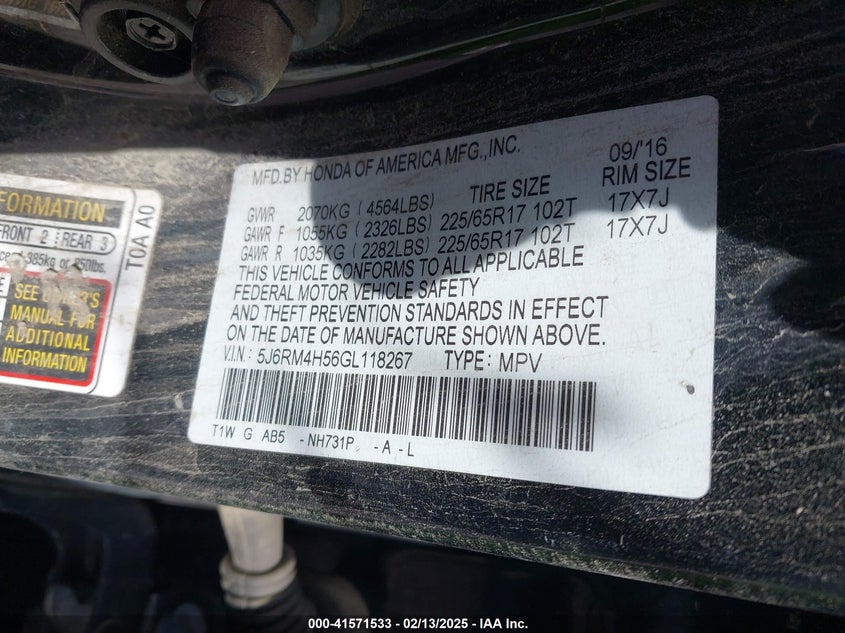 MFD.BY HONDA OF AMERICA MFG.,INC. 09/'16
TIRE SIZE RIM SIZE
GVWR 2070KG ( 4564LBS)
GAWR F 1055KG ( 2326LBS) 225/65R17 102T 17X7J
GAWR R 1035KG ( 2282LBS) 225/65R17 102T 17X7J
THIS VEHICLE CONFORMS TO ALL APPLICABLE
FEDERAL MOTOR VEHICLE SAFETY
AND THEFT PREVENTION STANDARDS IN EFFECT
ON THE DATE OF MANUFACTURE SHOWN ABOVE.
V.I.N : 5J6RM4H56GL118267 TYPE : MPV
T1W G AB5 - NH731P - A - L
FORMATION
FRONT 2 REAR 3
385kg or 850lbs.
SEE OWNER'S
MANUAL FOR
ADDITIONAL
INFORMATION
T0A A0
000-41571533 - 02/13/2025 - IAA Inc.